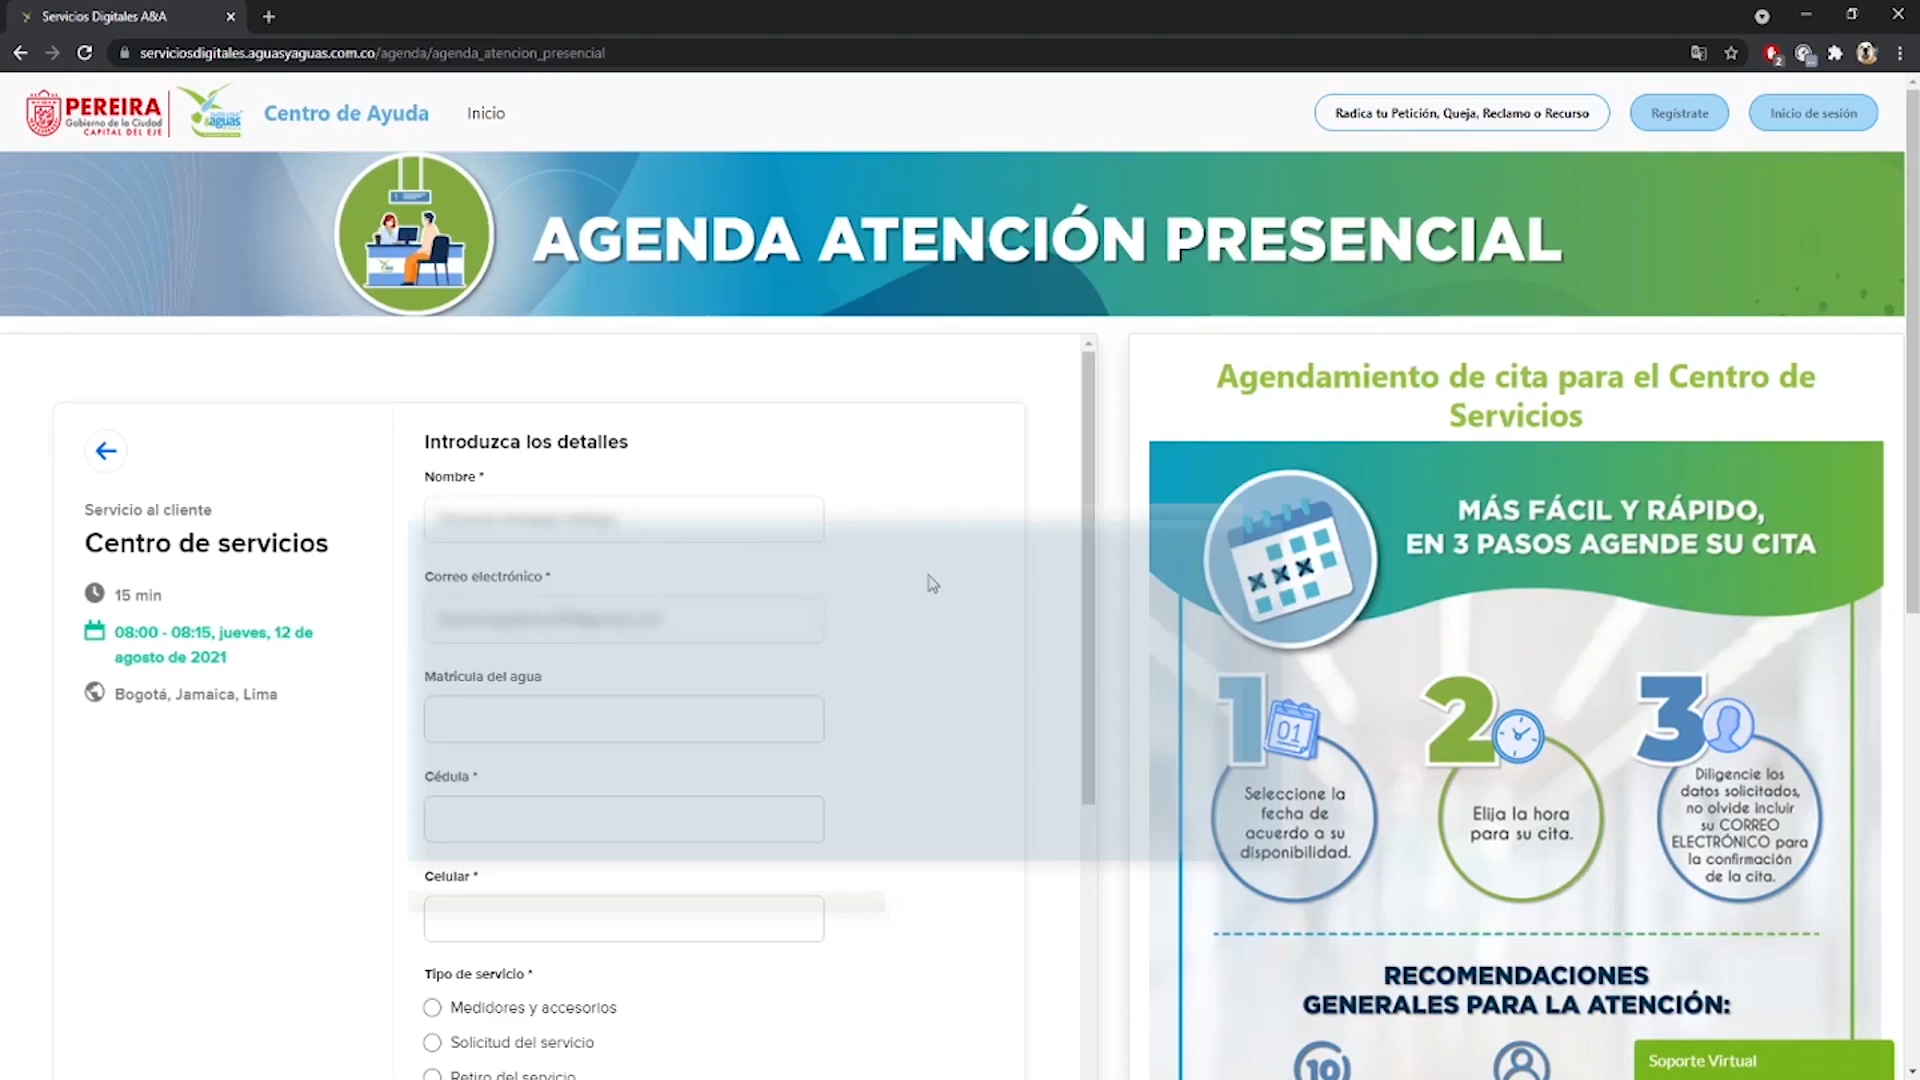 Servicios Digitales A&A
serviciosdigitales.aguasyaguas.com.co/agenda/agenda_atencion_presencial
PEREIRA
Gobierno de la Ciudad
CAPITAL DEL EJE
&aguas
Centro de Ayuda
Inicio
Radica tu Petición, Queja, Reclamo o Recurso
Regístrate
Inicio de sesión
AGENDA ATENCIÓN PRESENCIAL
Introduzca los detalles
Nombre *
Servicio al cliente
Centro de servicios
15 min
08:00 - 08:15, jueves, 12 de
agosto de 2021
Bogotá, Jamaica, Lima
Correo electrónico *
Matricula del agua
Cédula *
Celular *
Tipo de servicio *
Medidores y accesorios
Solicitud del servicio
Retiro del servicio
Agendamiento de cita para el Centro de
Servicios
MÁS FÁCIL Y RÁPIDO,
EN 3 PASOS AGENDE SU CITA
1
01
Seleccione la
fecha de
acuerdo a su
disponibilidad.
2
Elija la hora
para su cita.
3
Diligencie los
datos solicitados,
no olvide incluir
su CORREO
ELECTRÓNICO para
la confirmación
de la cita.
RECOMENDACIONES
GENERALES PARA LA ATENCIÓN:
10
Soporte Virtual